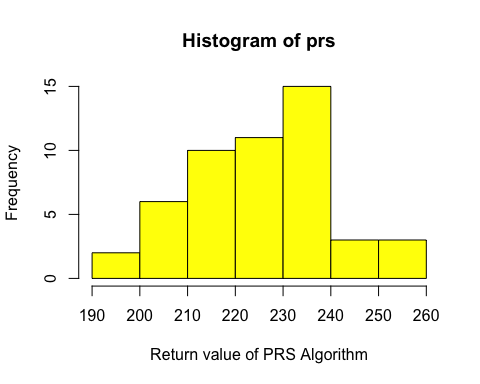 Histogram of prs
Frequency
15
10
5
0
190 200 210 220 230 240 250 260
Return value of PRS Algorithm